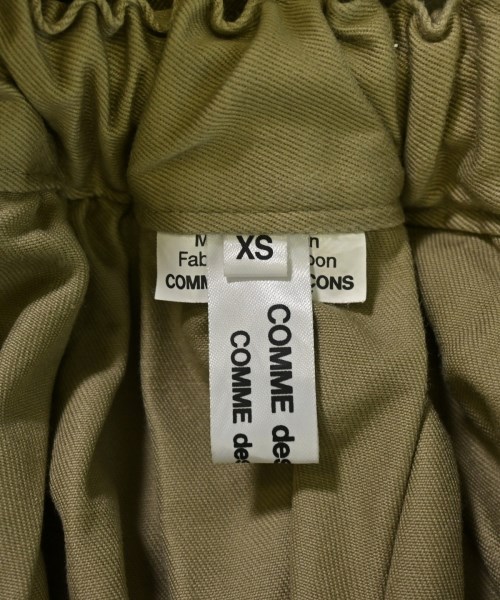 XS
M n
Fab pon
COMM CONS
COMME des
COMME des